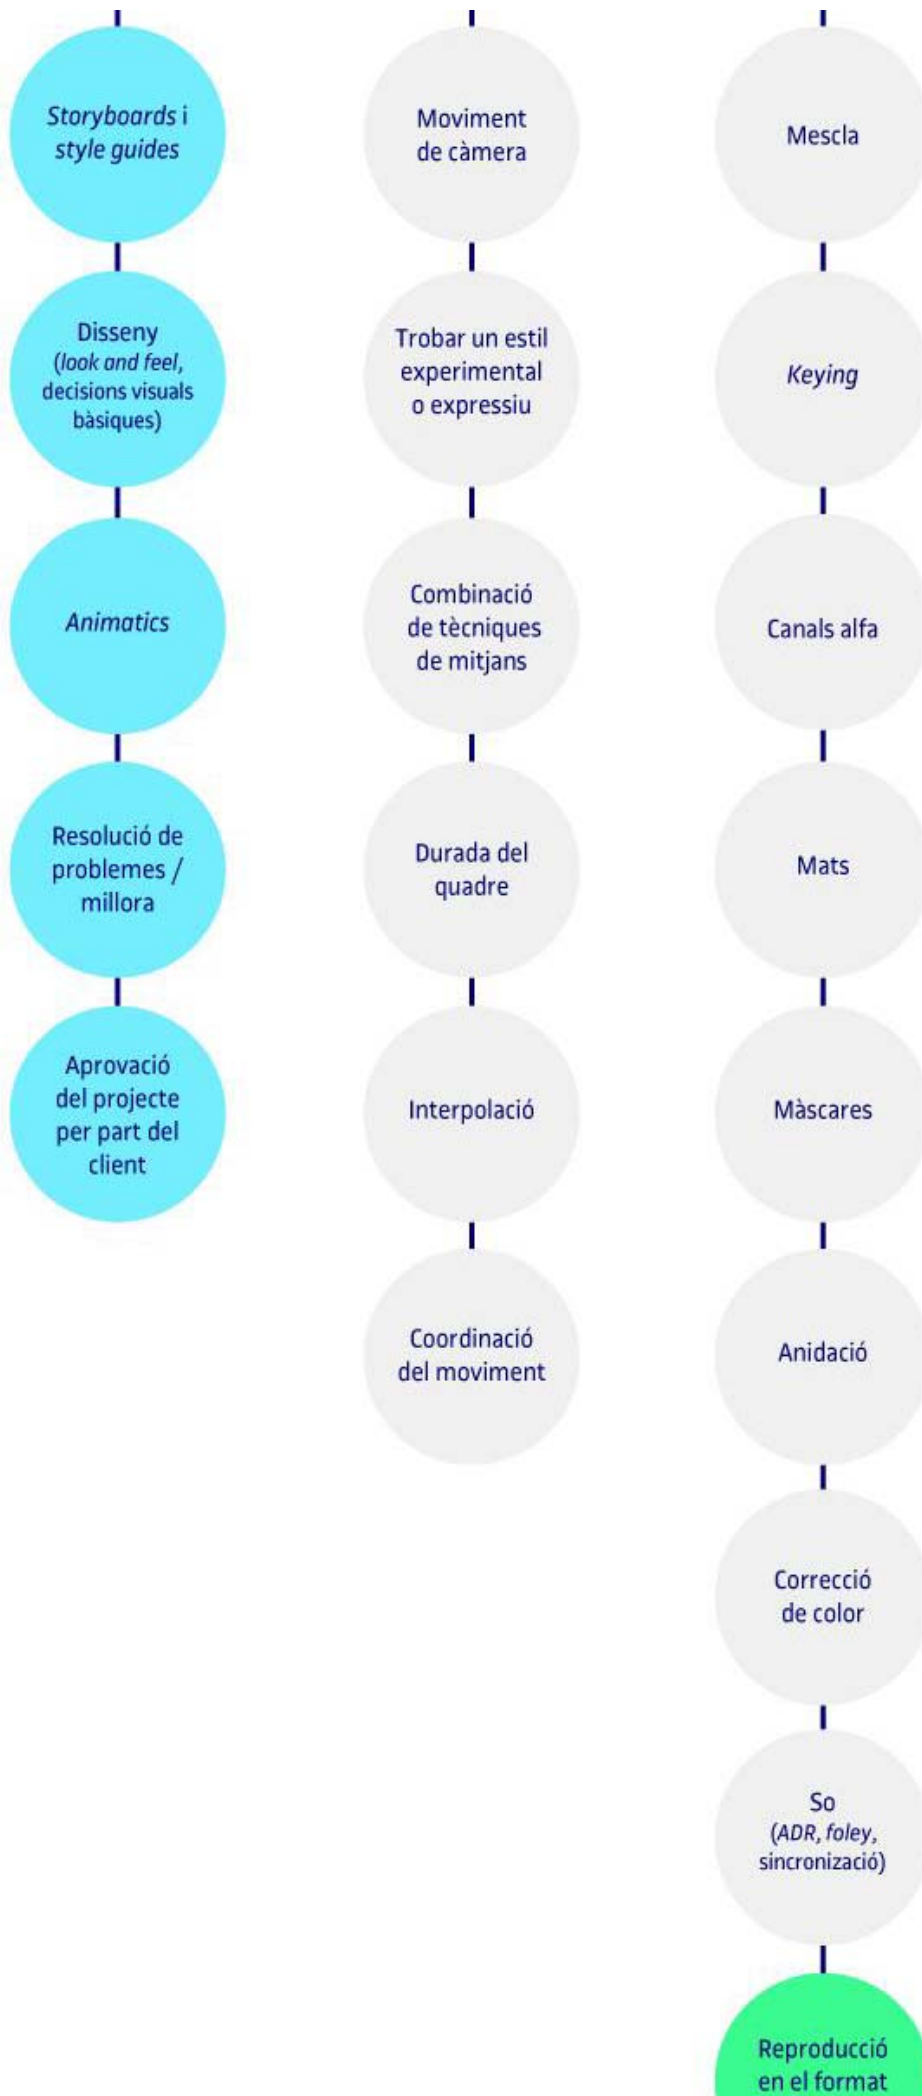 Storyboards i
style guides
Disseny
(look and feel,
decisions visuals
bàsiques)
Animatics
Resolució de
problemes /
millora
Aprovació
del projecte
per part del
client
Moviment
de càmera
Trobar un estil
experimental
o expressiu
Combinació
de tècniques
de mitjans
Durada del
quadre
Interpolació
Coordinació
del moviment
Mescla
Keying
Canals alfa
Mats
Màscares
Anidació
Correcció
de color
So
(ADR, foley,
sincronizació)
Reproducció
en el format